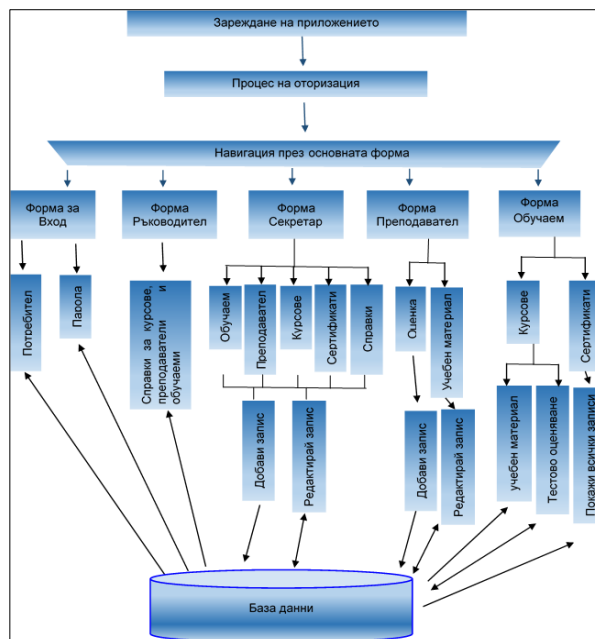 Зареждане на приложението
Процес на оторизация
Навигация през основната форма
Форма за
Вход
Форма
Ръководител
Форма
Секретар
Форма
Преподавател
Форма
Обучаем
Потребител
Парола
Справки за курсове,
преподаватели и
обучаеми
Обучаем
Преподавател
Курсове
Сертификати
Справки
Оценка
Учебен материал
Курсове
Сертификати
Добави запис
Редактирай запис
Добави запис
Редактирай запис
учебен материал
Тестово оценяване
Покажи всички записи
База данни